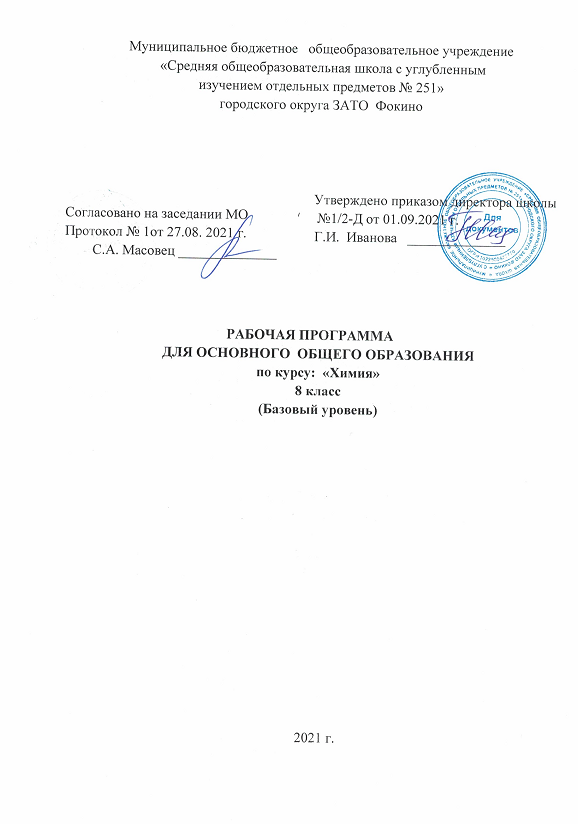 Муниципальное бюджетное общеобразовательное учреждение
«Средняя общеобразовательная школа с углубленным
изучением отдельных предметов № 251»
городского округа ЗАТО Фокино
Согласовано на заседании МО
Протокол № 1от 27.08. 2021 г.
С.А. Масовец
Утверждено приказом директора школы
№1/2-Д от 01.09.2021 г.
Г.И. Иванова
Для
документов
РАБОЧАЯ ПРОГРАММА
ДЛЯ ОСНОВНОГО ОБЩЕГО ОБРАЗОВАНИЯ
по курсу: «Химия»
8 класс
(Базовый уровень)
2021 г.